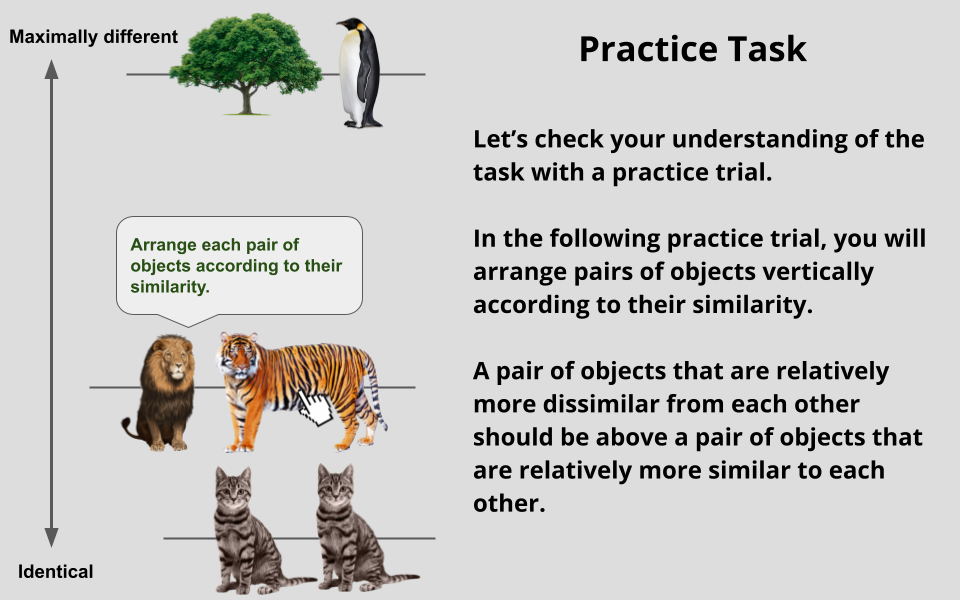 Maximally different
Practice Task
Let’s check your understanding of the
task with a practice trial.
In the following practice trial, you will
arrange pairs of objects vertically
according to their similarity.
A pair of objects that are relatively
more dissimilar from each other
should be above a pair of objects that
are relatively more similar to each
other.
Arrange each pair of
objects according to their
similarity.
Identical